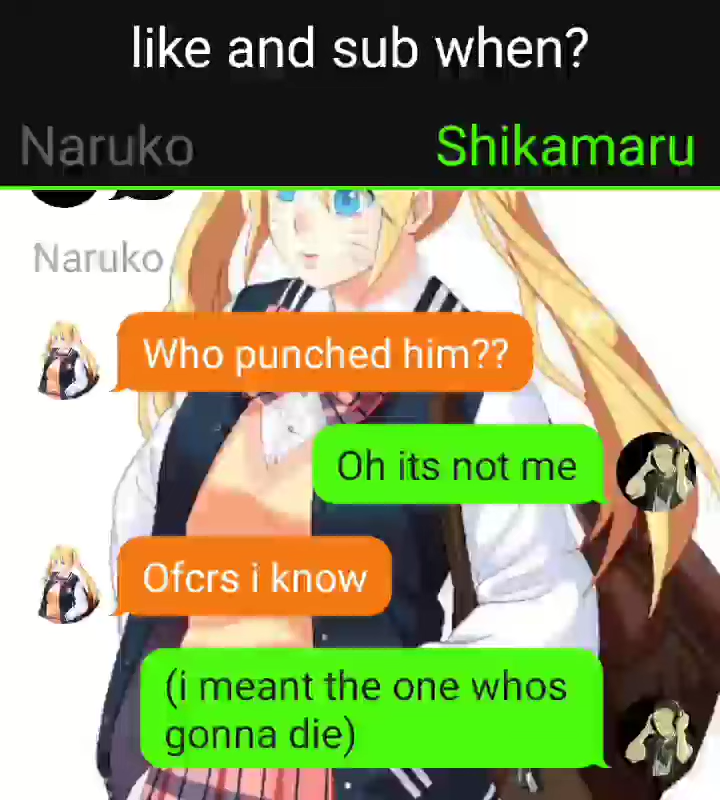 like and sub when?
Naruko Shikamaru
Naruko
Who punched him??
Oh its not me
Ofcrs i know
(i meant the one whos
gonna die)